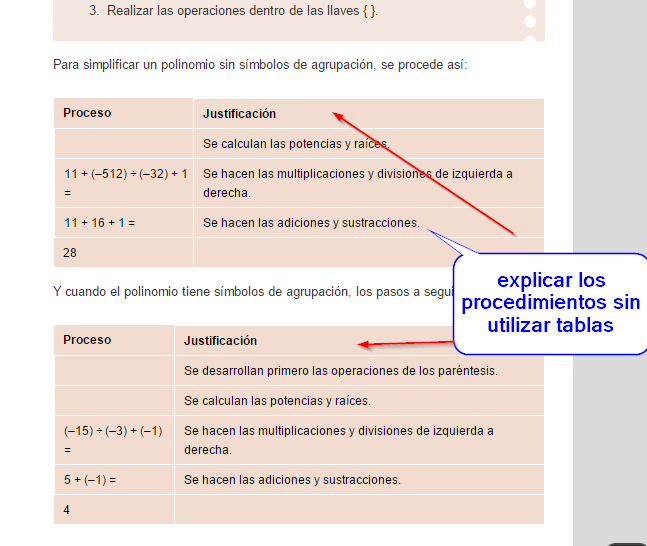 3. Realizar las operaciones dentro de las llaves { }.
Para simplificar un polinomio sin símbolos de agrupación, se procede así:
Proceso Justificación
Se calculan las potencias y raíces.
11 + (–512) ÷ (–32) + 1 Se hacen las multiplicaciones y divisiones de izquierda a
= derecha.
11 + 16 + 1 = Se hacen las adiciones y sustracciones.
28
Y cuando el polinomio tiene símbolos de agrupación, los pasos a
explicar los
procedimientos sin
utilizar tablas
Proceso Justificación
Se desarrollan primero las operaciones de los paréntesis.
Se calculan las potencias y raíces.
(–15) ÷ (–3) + (–1) Se hacen las multiplicaciones y divisiones de izquierda a
= derecha.
5 + (–1) = Se hacen las adiciones y sustracciones.
4